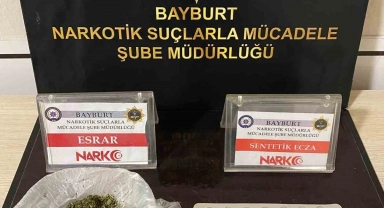 BAYBURT
NARKOTİK SUÇLARLA MÜCADELE
ŞUBE MÜDÜRLÜĞÜ
BAYBURT
NARKOTİK SUÇLARLA
MÜCADELE ŞUBE MÜDÜRLÜĞÜ
ESRAR
NARKO
BAYBURT
NARKOTİK SUÇLARLA
MÜCADELE ŞUBE MÜDÜRLÜĞÜ
SENTETİK ECZA
NARKO